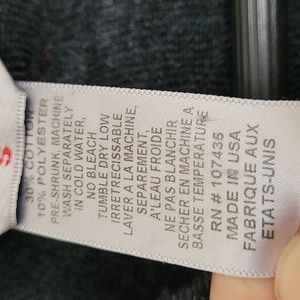 30% COTTON
10% POLYESTER
PRE-SHRUNK. MACHINE
WASH SEPARATELY
IN COLD WATER.
NO BLEACH
TUMBLE DRY LOW
IRRETRECISSABLE.
LAVER A LA MACHINE,
SEPAREMENT.
A L'EAU FROIDE
NE PAS BLANCHIR
SECHER EN MACHINE A
BASSE TEMPERATURE
RN # 107435
MADE IN USA
FABRIQUE AUX
ETATS-UNIS